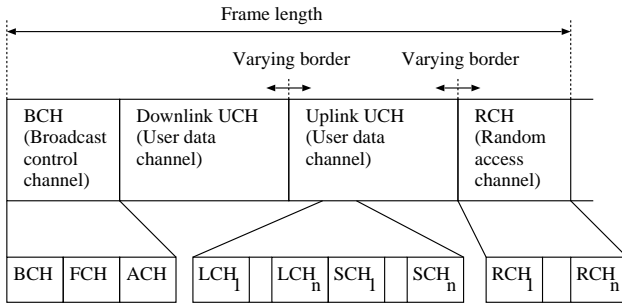 Frame length
Varying border Varying border
BCH
(Broadcast
control
channel)
Downlink UCH
(User data
channel)
Uplink UCH
(User data
channel)
RCH
(Random
access
channel)
BCH FCH ACH
LCH1 LCHn SCH1 SCHn
RCH1 RCHn